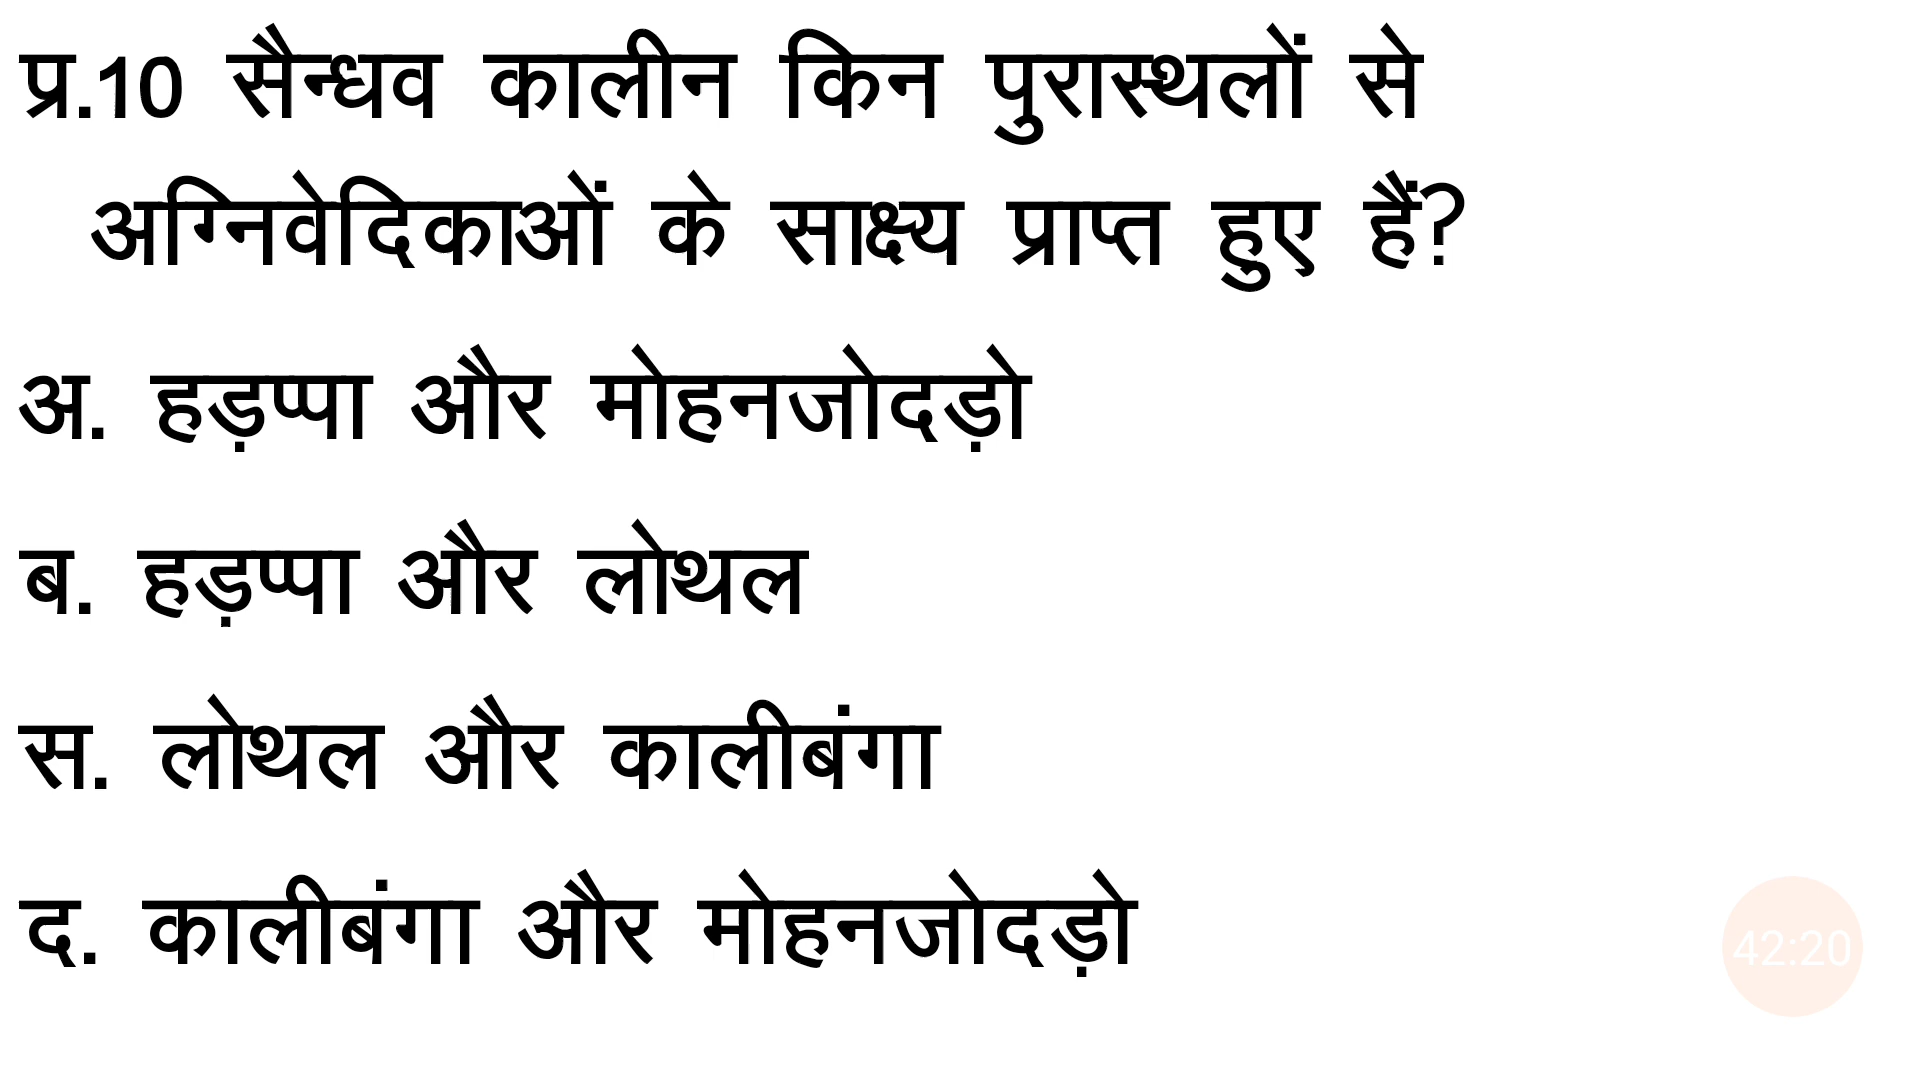 प्र.10 सैन्धव कालीन किन पुरास्थलों से
अग्निवेदिकाओं के साक्ष्य प्राप्त हुए हैं?
अ. हड़प्पा और मोहनजोदड़ो
ब. हड़प्पा और लोथल
स. लोथल और कालीबंगा
द. कालीबंगा और मोहनजोदड़ो
42:20